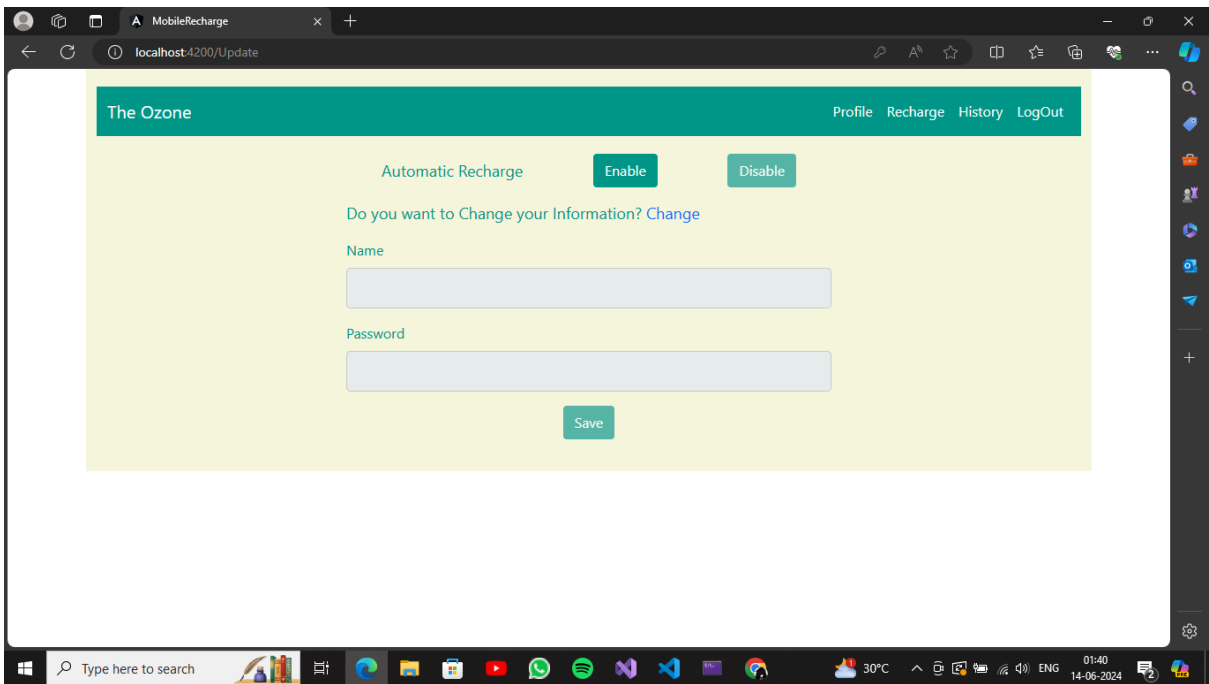 MobileRecharge
localhost:4200/Update
The Ozone
Profile Recharge History LogOut
Automatic Recharge Enable Disable
Do you want to Change your Information? Change
Name
Password
Save
Type here to search
30°C
ENG
01:40
14-06-2024
2